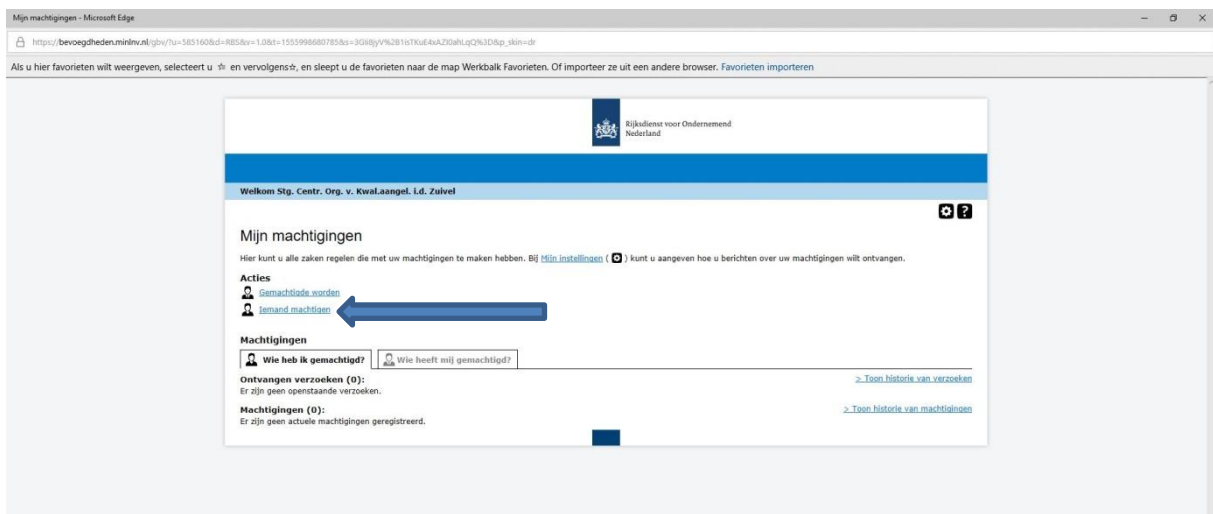 Mijn machtigingen - Microsoft Edge
Als u hier favorieten wilt weergeven, selecteert u ☆ en vervolgens☆, en sleept u de favorieten naar de map Werkbalk Favorieten. Of importeer ze uit een andere browser. Favorieten importeren
Rijksdienst voor Ondernemend
Nederland
Welkom Stg. Centr. Org. v. Kwal.aangel. i.d. Zuivel
?
Mijn machtigingen
Hier kunt u alle zaken regelen die met uw machtigingen te maken hebben. Bij Mijn instellingen ( ) kunt u aangeven hoe u berichten over uw machtigingen wilt ontvangen.
Acties
Gemachtigde worden
Iemand machtigen
Machtigingen
Wie heb ik gemachtigd? Wie heeft mij gemachtigd?
Ontvangen verzoeken (0): > Toon historie van verzoeken
Er zijn geen openstaande verzoeken.
Machtigingen (0): > Toon historie van machtigingen
Er zijn geen actuele machtigingen geregistreerd.